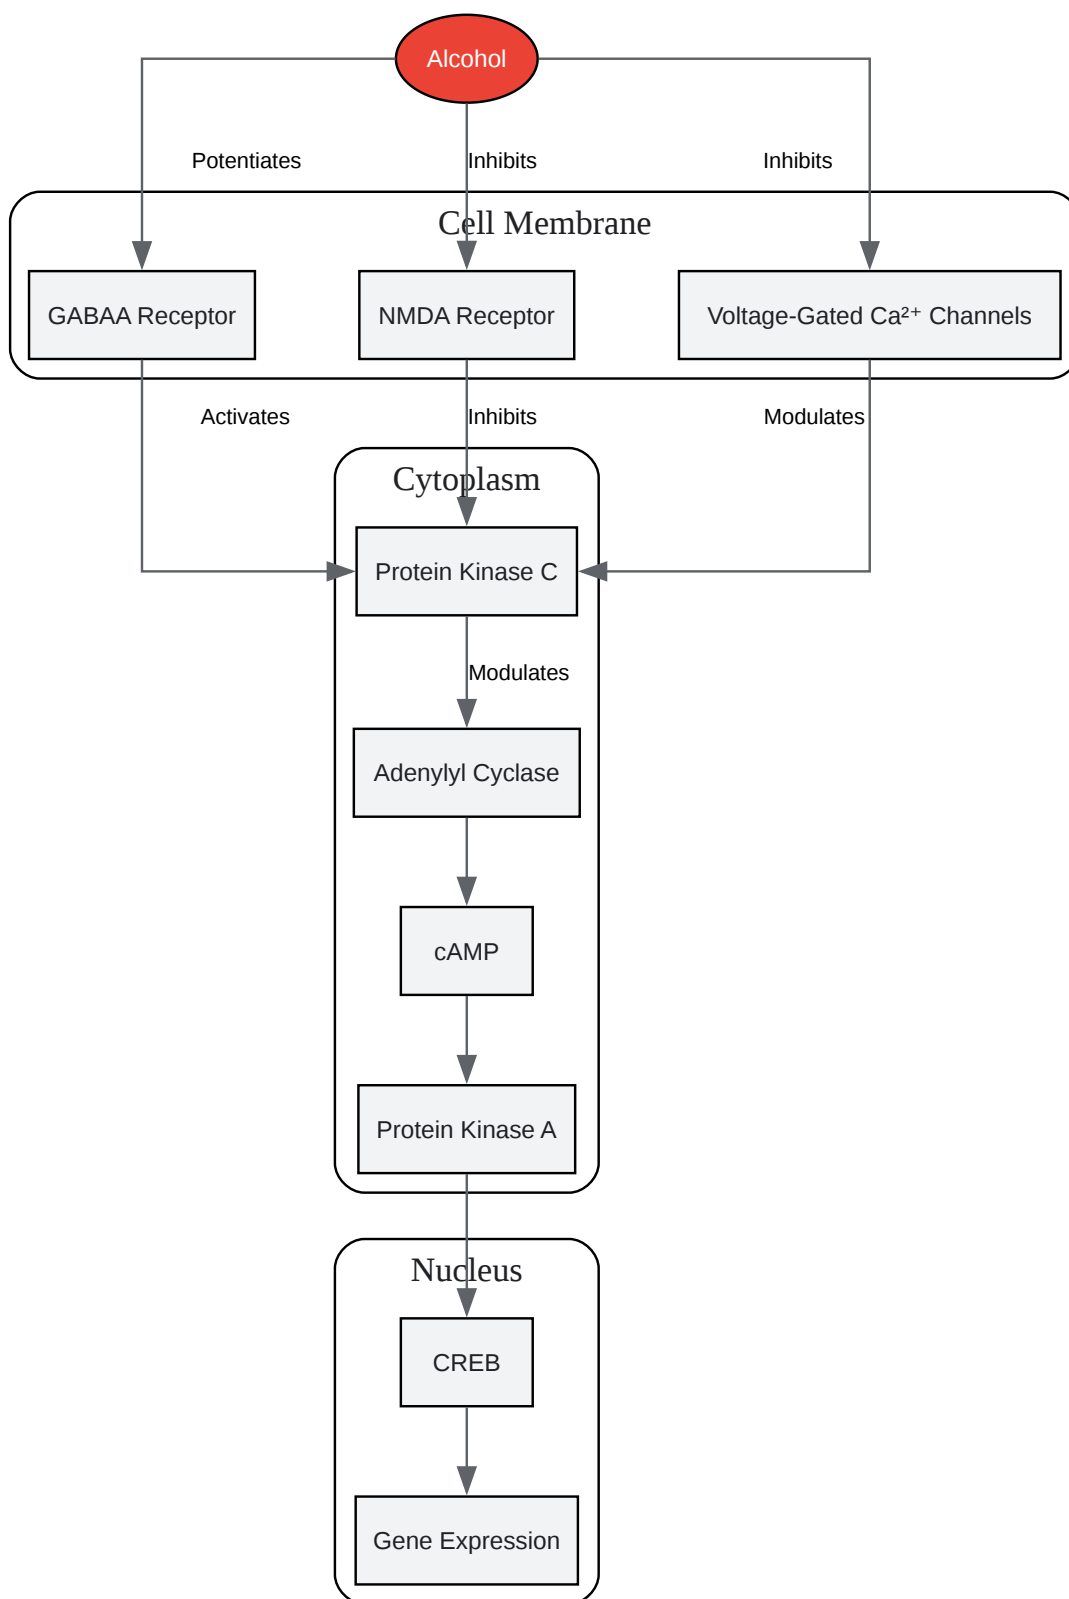 Alcohol
Potentiates
Inhibits
Inhibits
Cell Membrane
GABAA Receptor
NMDA Receptor
Voltage-Gated Ca²⁺ Channels
Activates
Inhibits
Modulates
Cytoplasm
Protein Kinase C
Modulates
Adenylyl Cyclase
cAMP
Protein Kinase A
Nucleus
CREB
Gene Expression